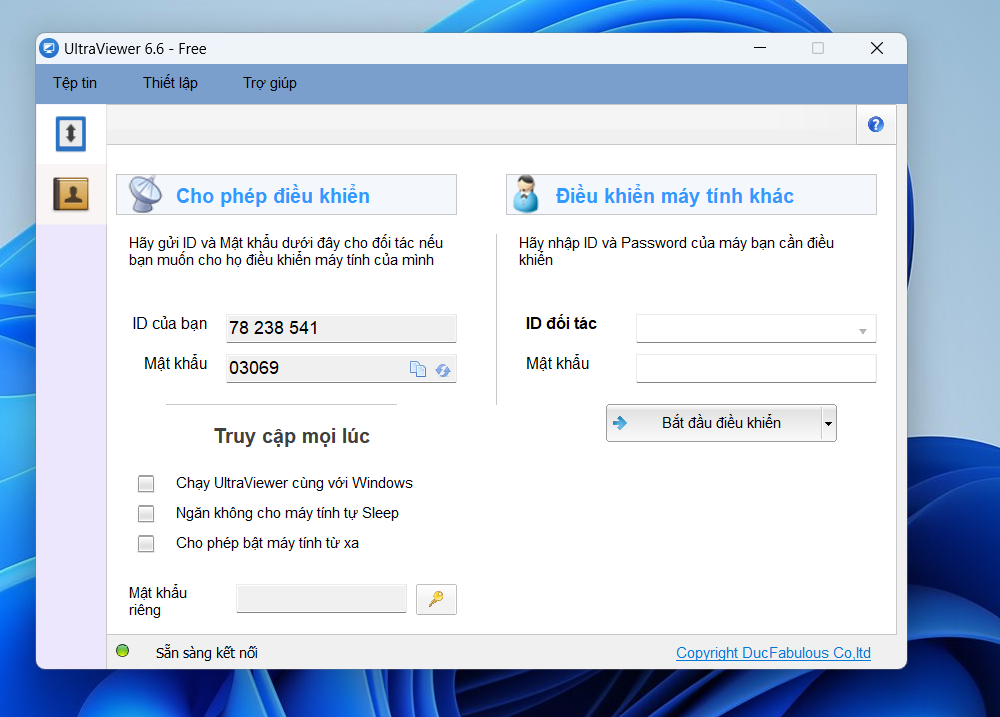 UltraViewer 6.6 - Free
Tệp tin
Thiết lập
Trợ giúp
Cho phép điều khiển
Hãy gửi ID và Mật khẩu dưới đây cho đối tác nếu
bạn muốn cho họ điều khiển máy tính của mình
ID của bạn
78 238 541
Mật khẩu
03069
Truy cập mọi lúc
Chạy UltraViewer cùng với Windows
Ngăn không cho máy tính tự Sleep
Cho phép bật máy tính từ xa
Mật khẩu
riêng
Điều khiển máy tính khác
Hãy nhập ID và Password của máy bạn cần điều
khiển
ID đối tác
Mật khẩu
Bắt đầu điều khiển
Sẵn sàng kết nối
Copyright DucFabulous Co,ltd